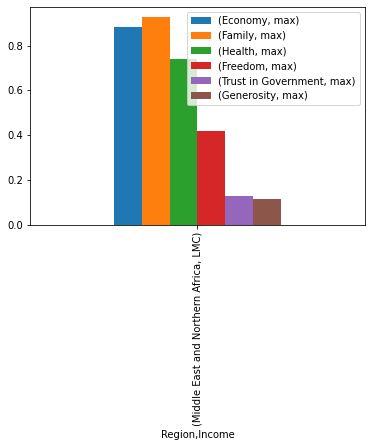 0.8
0.6
0.4
0.2
0.0
(Economy, max)
(Family, max)
(Health, max)
(Freedom, max)
(Trust in Government, max)
(Generosity, max)
(Middle East and Northern Africa, LMC)
Region,Income